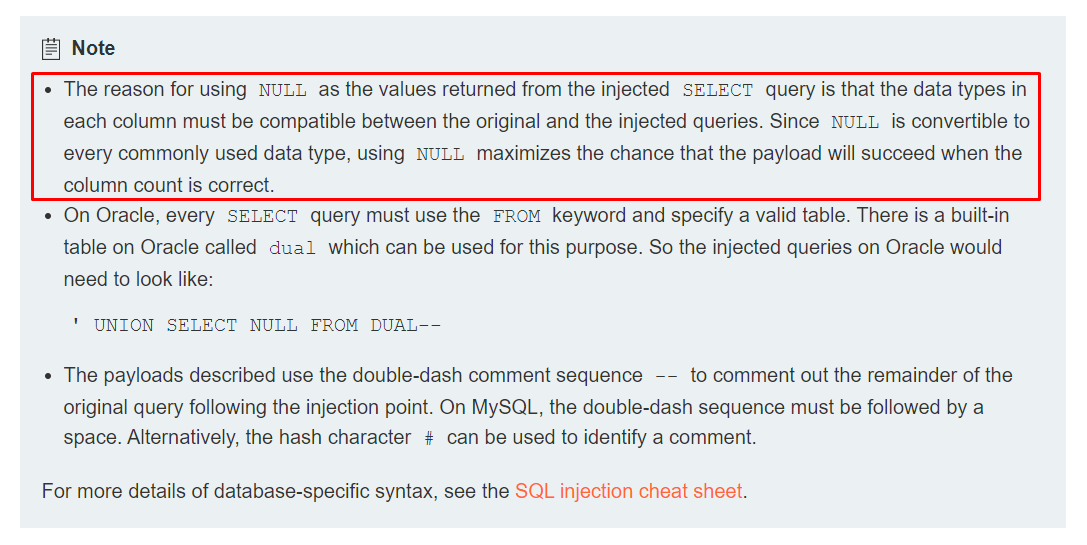 Note
• The reason for using NULL as the values returned from the injected SELECT query is that the data types in
each column must be compatible between the original and the injected queries. Since NULL is convertible to
every commonly used data type, using NULL maximizes the chance that the payload will succeed when the
column count is correct.
• On Oracle, every SELECT query must use the FROM keyword and specify a valid table. There is a built-in
table on Oracle called dual which can be used for this purpose. So the injected queries on Oracle would
need to look like:
' UNION SELECT NULL FROM DUAL--
• The payloads described use the double-dash comment sequence -- to comment out the remainder of the
original query following the injection point. On MySQL, the double-dash sequence must be followed by a
space. Alternatively, the hash character # can be used to identify a comment.
For more details of database-specific syntax, see the SQL injection cheat sheet.